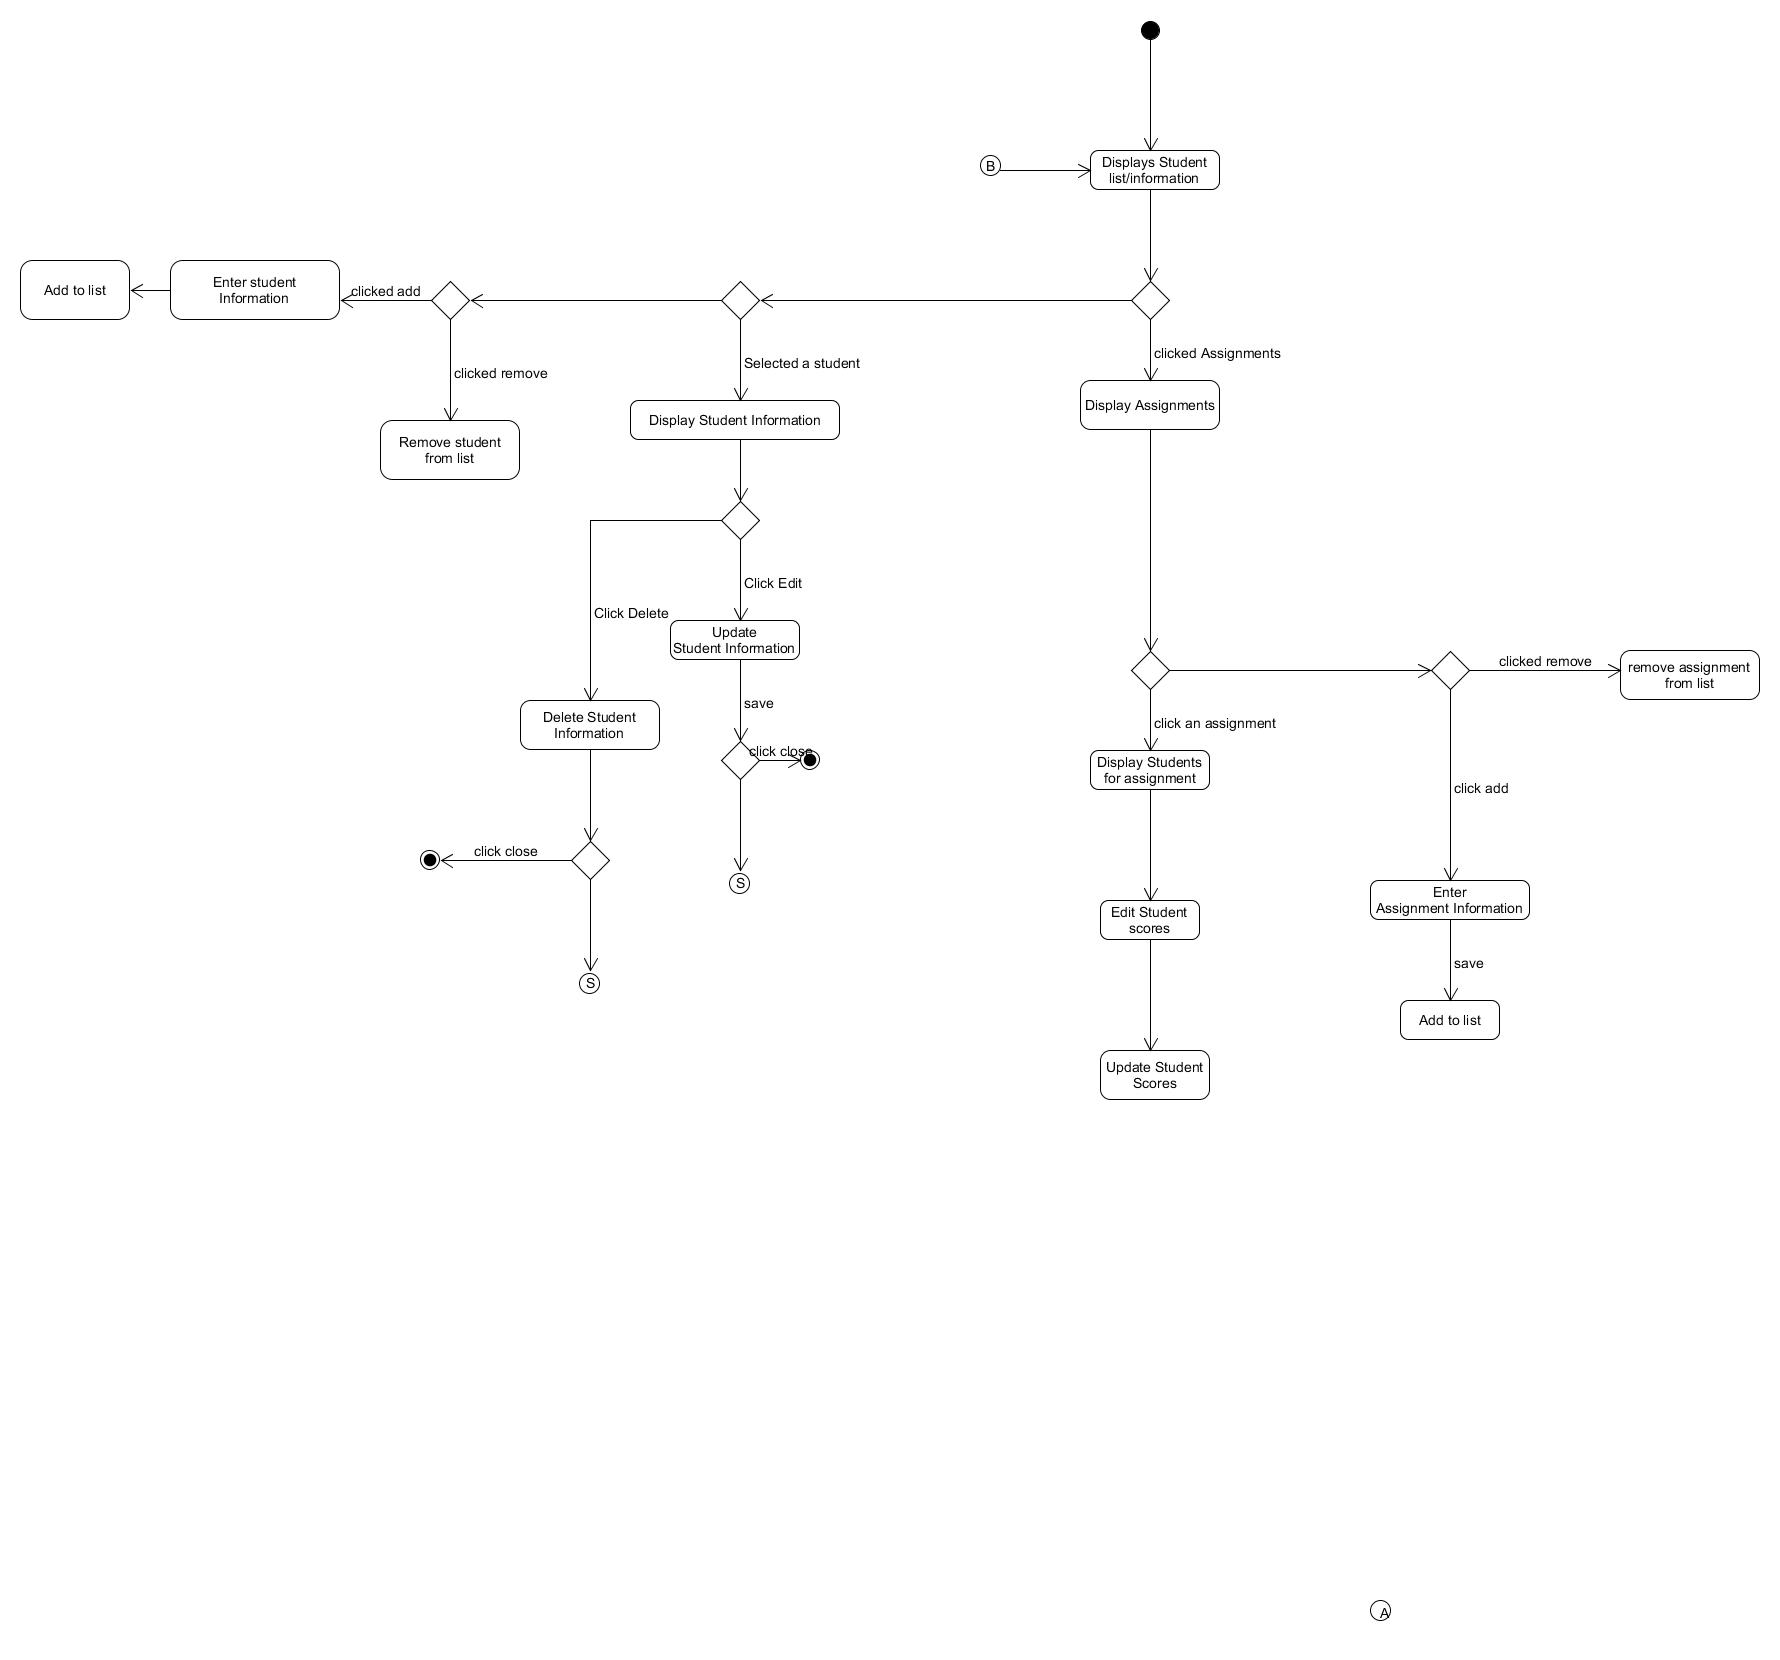 B
Displays Student
list/information
Add to list
Enter student
Information
clicked add
clicked remove
Remove student
from list
Selected a student
Display Student Information
clicked Assignments
Display Assignments
Click Edit
Click Delete
Update
Student Information
save
click close
Delete Student
Information
click close
S
S
clicked remove
remove assignment
from list
click an assignment
Display Students
for assignment
click add
Edit Student
scores
Enter
Assignment Information
save
Add to list
Update Student
Scores
A